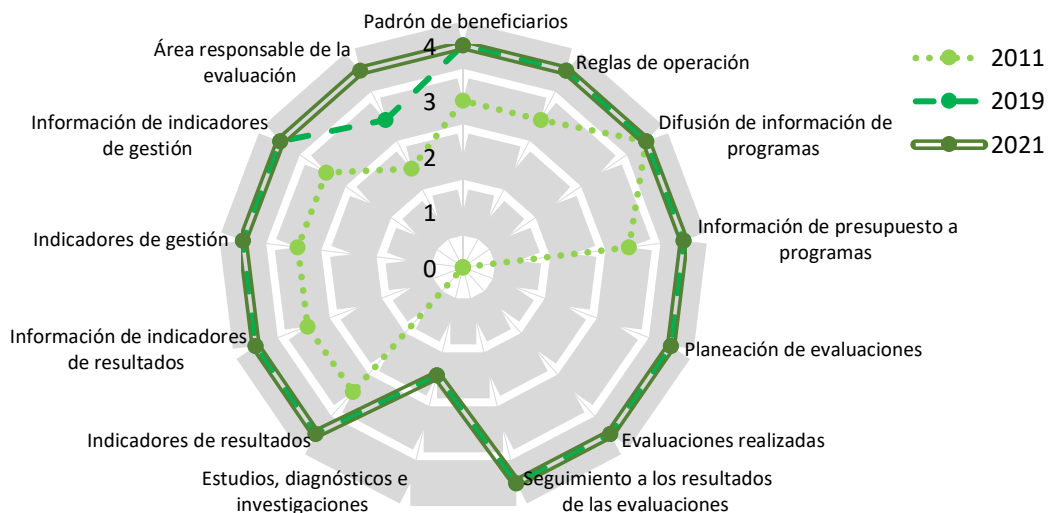 Padrón de beneficiarios
Reglas de operación
Difusión de información de
programas
Información de presupuesto a
programas
Planeación de evaluaciones
Evaluaciones realizadas
Seguimiento a los resultados
de las evaluaciones
Estudios, diagnósticos e
investigaciones
Indicadores de resultados
Información de indicadores
de resultados
Indicadores de gestión
Información de indicadores
de gestión
Área responsable de la
evaluación
4
3
2
1
0
2011
2019
2021